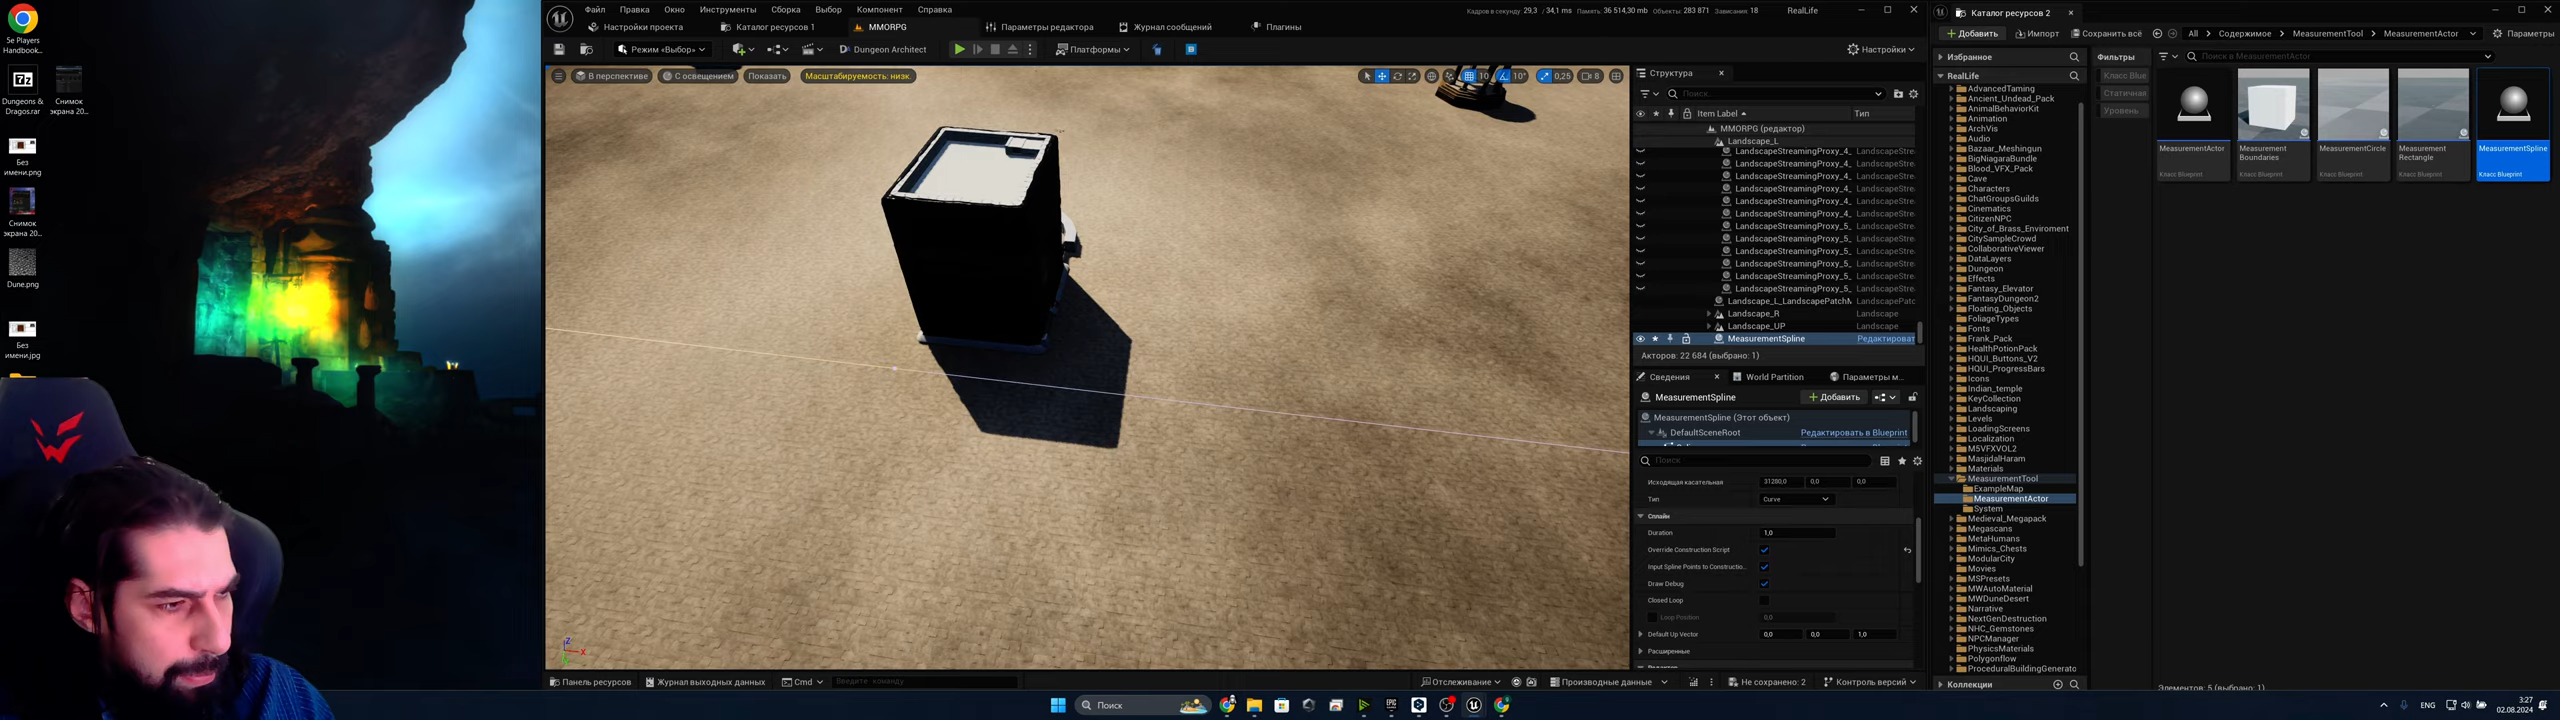 5e Players
Handbook...
Dungeons &
Dragos.rar
Снимок
экрана 20...
Без
имени.png
Снимок
экрана 20...
Dune.png
Без
имени.jpg
Файл Правка Окно Инструменты Сборка Выбор Компонент Справка
Кадров в секунду: 29,3 / 34,1 ms Память: 36 514,30 mb Объекты: 283 871 Зависания: 18
RealLife
Настройки проекта
Каталог ресурсов 1
MMORPG
Параметры редактора
Журнал сообщений
Плагины
Режим «Выбор»
Dungeon Architect
Платформы
Настройки
В перспективе
С освещением
Показать
Масштабируемость: низк.
10
10°
0,25
8
Структура
Поиск...
Item Label
Тип
MMORPG (редактор)
Landscape_L
LandscapeStreamingProxy_4_ LandscapeStre
LandscapeStreamingProxy_4_ LandscapeStre
LandscapeStreamingProxy_4_ LandscapeStre
LandscapeStreamingProxy_4_ LandscapeStre
LandscapeStreamingProxy_4_ LandscapeStre
LandscapeStreamingProxy_4_ LandscapeStre
LandscapeStreamingProxy_5_ LandscapeStre
LandscapeStreamingProxy_5_ LandscapeStre
LandscapeStreamingProxy_5_ LandscapeStre
LandscapeStreamingProxy_5_ LandscapeStre
LandscapeStreamingProxy_5_ LandscapeStre
LandscapeStreamingProxy_5_ LandscapeStre
Landscape_L_LandscapePatchM LandscapePatc
Landscape_R Landscape
Landscape_UP Landscape
MeasurementSpline Редактироват
Акторов: 22 684 (выбрано: 1)
Сведения
World Partition
Параметры м...
MeasurementSpline
Добавить
MeasurementSpline (Этот объект)
DefaultSceneRoot
Редактировать в Blueprint
Поиск
Исходящая касательная 31280,0 0,0 0,0
Тип Curve
Сплайн
Duration 1,0
Override Construction Script
Input Spline Points to Constructio...
Draw Debug
Closed Loop
Loop Position 0,0
Default Up Vector 0,0 0,0 1,0
Расширенные
Панель ресурсов
Журнал выходных данных
Cmd
Введите команду
Отслеживание
Производные данные
Не сохранено: 2
Контроль версий
Каталог ресурсов 2
Добавить
Импорт
Сохранить всё
All
Содержимое
MeasurementTool
MeasurementActor
Параметры
Избранное
RealLife
AdvancedTaming
Ancient_Undead_Pack
AnimalBehaviorKit
Animation
ArchVis
Audio
Bazaar_Meshingun
BigNiagaraBundle
Blood_VFX_Pack
Cave
Characters
ChatGroupsGuilds
Cinematics
CitizenNPC
City_of_Brass_Enviroment
CitySampleCrowd
CollaborativeViewer
DataLayers
Dungeon
Effects
Fantasy_Elevator
FantasyDungeon2
Floating_Objects
FoliageTypes
Fonts
Frank_Pack
HealthPotionPack
HQUI_Buttons_V2
HQUI_ProgressBars
Icons
Indian_temple
KeyCollection
Landscaping
Levels
LoadingScreens
Localization
M5VFXVOL2
MasjidalHaram
Materials
MeasurementTool
ExampleMap
MeasurementActor
System
Medieval_Megapack
Megascans
MetaHumans
Mimics_Chests
ModularCity
Movies
MSPresets
MWAutoMaterial
MWDuneDesert
Narrative
NextGenDestruction
NHC_Gemstones
NPCManager
PhysicsMaterials
Polygonflow
ProceduralBuildingGenerato
Коллекции
Фильтры
Класс Blue
Статичная
Уровень
Поиск в MeasurementActor
MeasurementActor
Класс Blueprint
Measurement
Boundaries
Класс Blueprint
MeasurementCircle
Класс Blueprint
Measurement
Rectangle
Класс Blueprint
MeasurementSpline
Класс Blueprint
Элементов: 5 (выбрано: 1)
Поиск
ENG
3:27
02.08.2024